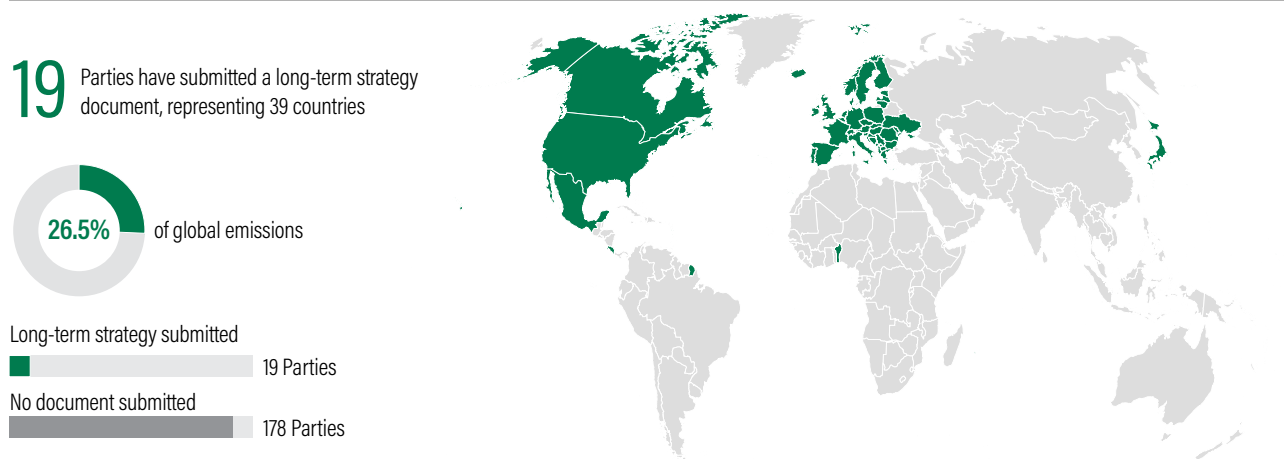 19
Parties have submitted a long-term strategy
document, representing 39 countries
26.5%
of global emissions
Long-term strategy submitted
19 Parties
No document submitted
178 Parties